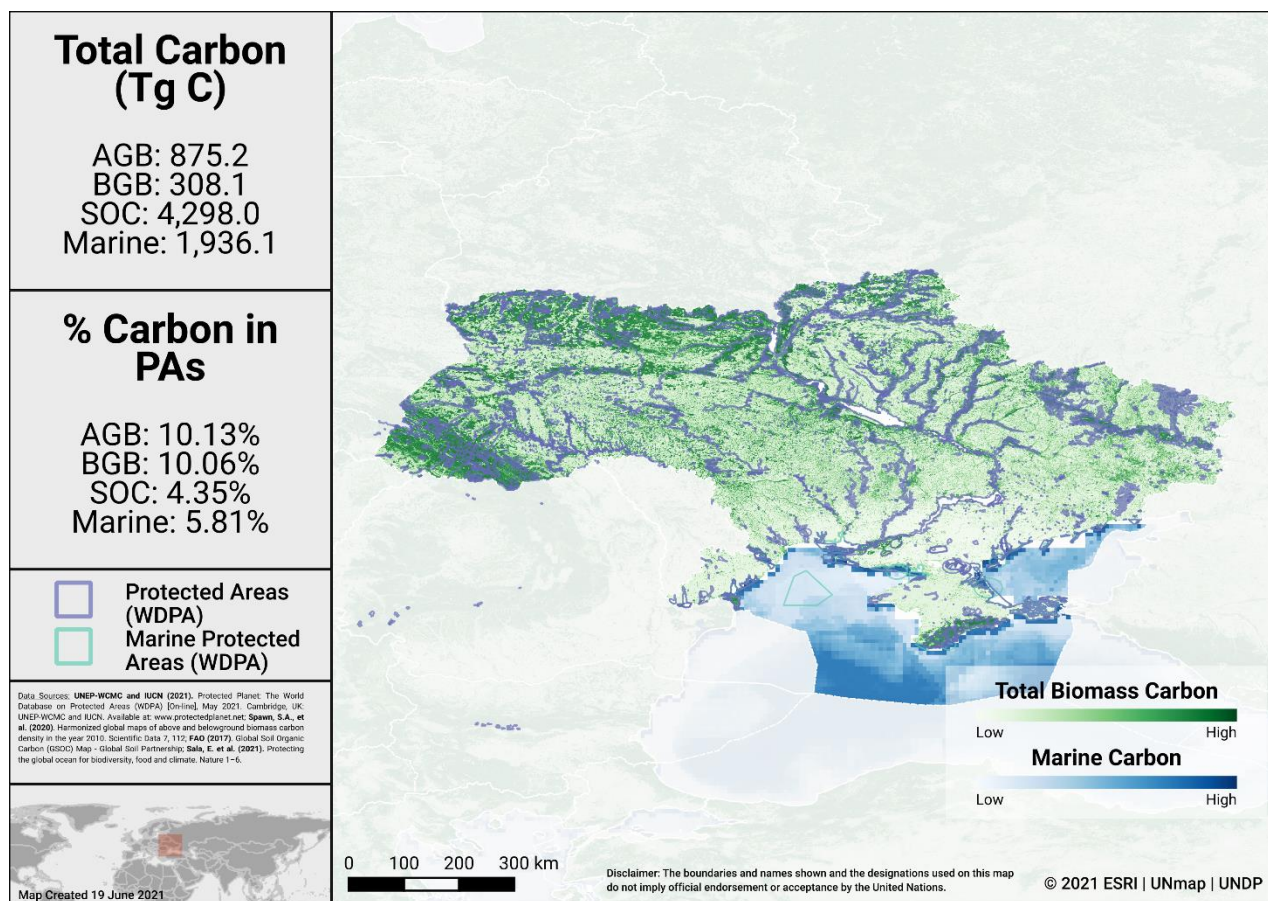 Total Carbon
(Tg C)
AGB: 875.2
BGB: 308.1
SOC: 4,298.0
Marine: 1,936.1
% Carbon in
PAs
AGB: 10.13%
BGB: 10.06%
SOC: 4.35%
Marine: 5.81%
Protected Areas
(WDPA)
Marine Protected
Areas (WDPA)
Data Sources: UNEP-WCMC and IUCN (2021). Protected Planet: The World
Database on Protected Areas (WDPA) [On-line], May 2021. Cambridge, UK:
UNEP-WCMC and IUCN. Available at: www.protectedplanet.net; Spawn, S.A., et
al. (2020). Harmonized global maps of above and belowground biomass carbon
density in the year 2010. Scientific Data 7, 112; FAO (2017). Global Soil Organic
Carbon (GSOC) Map - Global Soil Partnership; Sala, E. et al. (2021). Protecting
the global ocean for biodiversity, food and climate. Nature 1–6.
Map Created 19 June 2021
Total Biomass Carbon
Low High
Marine Carbon
Low High
0 100 200 300 km
Disclaimer: The boundaries and names shown and the designations used on this map
do not imply official endorsement or acceptance by the United Nations.
© 2021 ESRI | UNmap | UNDP